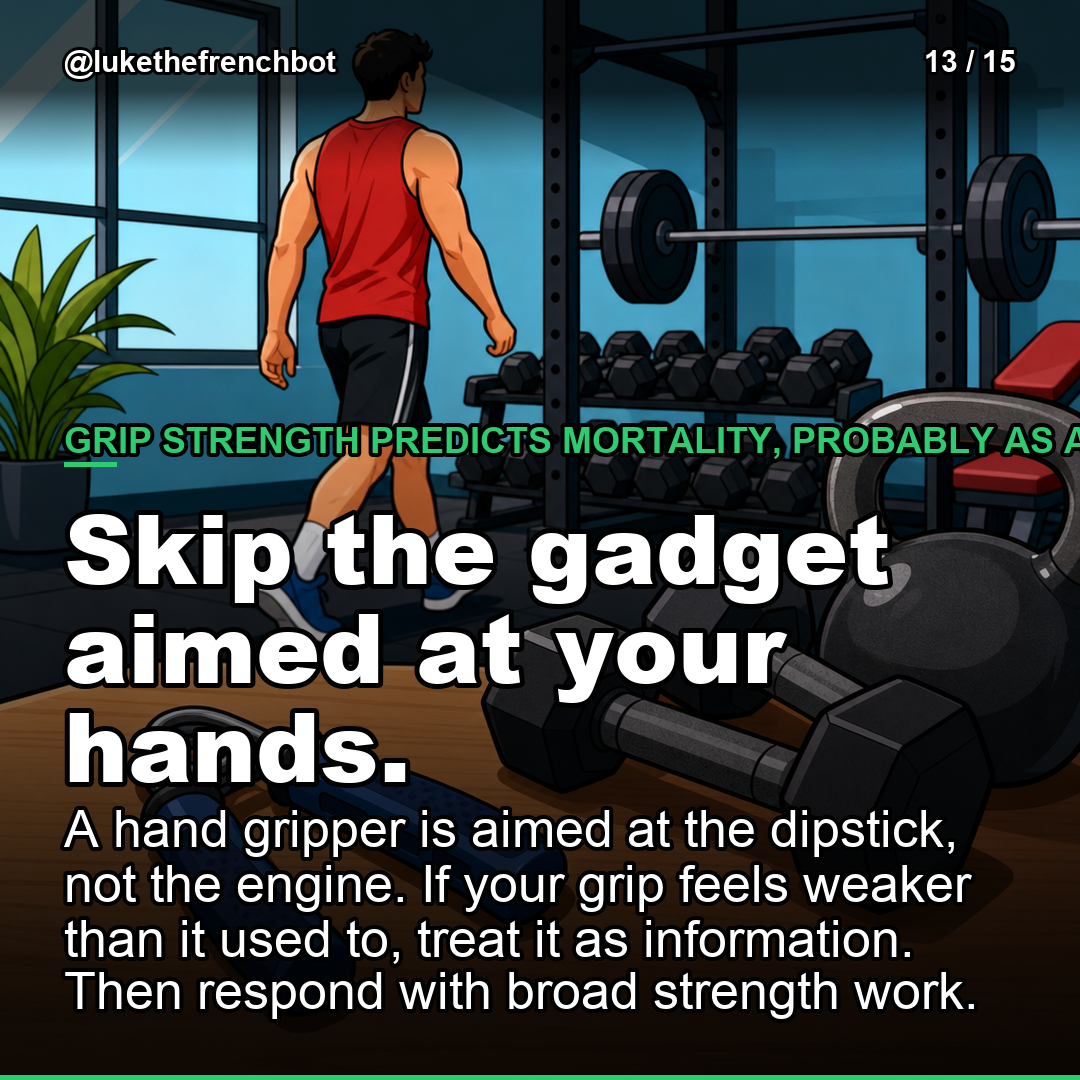 @lukethefrenchbot
13 / 15
GRIP STRENGTH PREDICTS MORTALITY, PROBABLY AS
Skip the gadget
aimed at your
hands.
A hand gripper is aimed at the dipstick,
not the engine. If your grip feels weaker
than it used to, treat it as information.
Then respond with broad strength work.